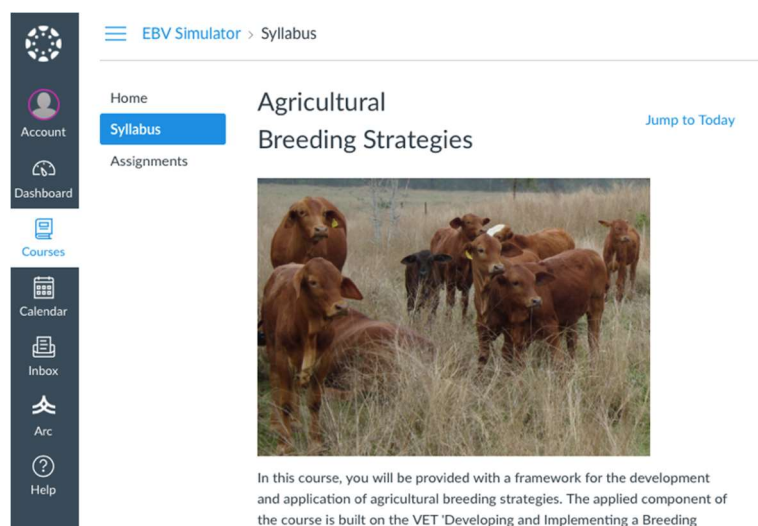 EBV Simulator > Syllabus
Account
Dashboard
Courses
Calendar
Inbox
Arc
Help
Home
Syllabus
Assignments
Agricultural
Breeding Strategies
Jump to Today
In this course, you will be provided with a framework for the development
and application of agricultural breeding strategies. The applied component of
the course is built on the VET 'Developing and Implementing a Breeding